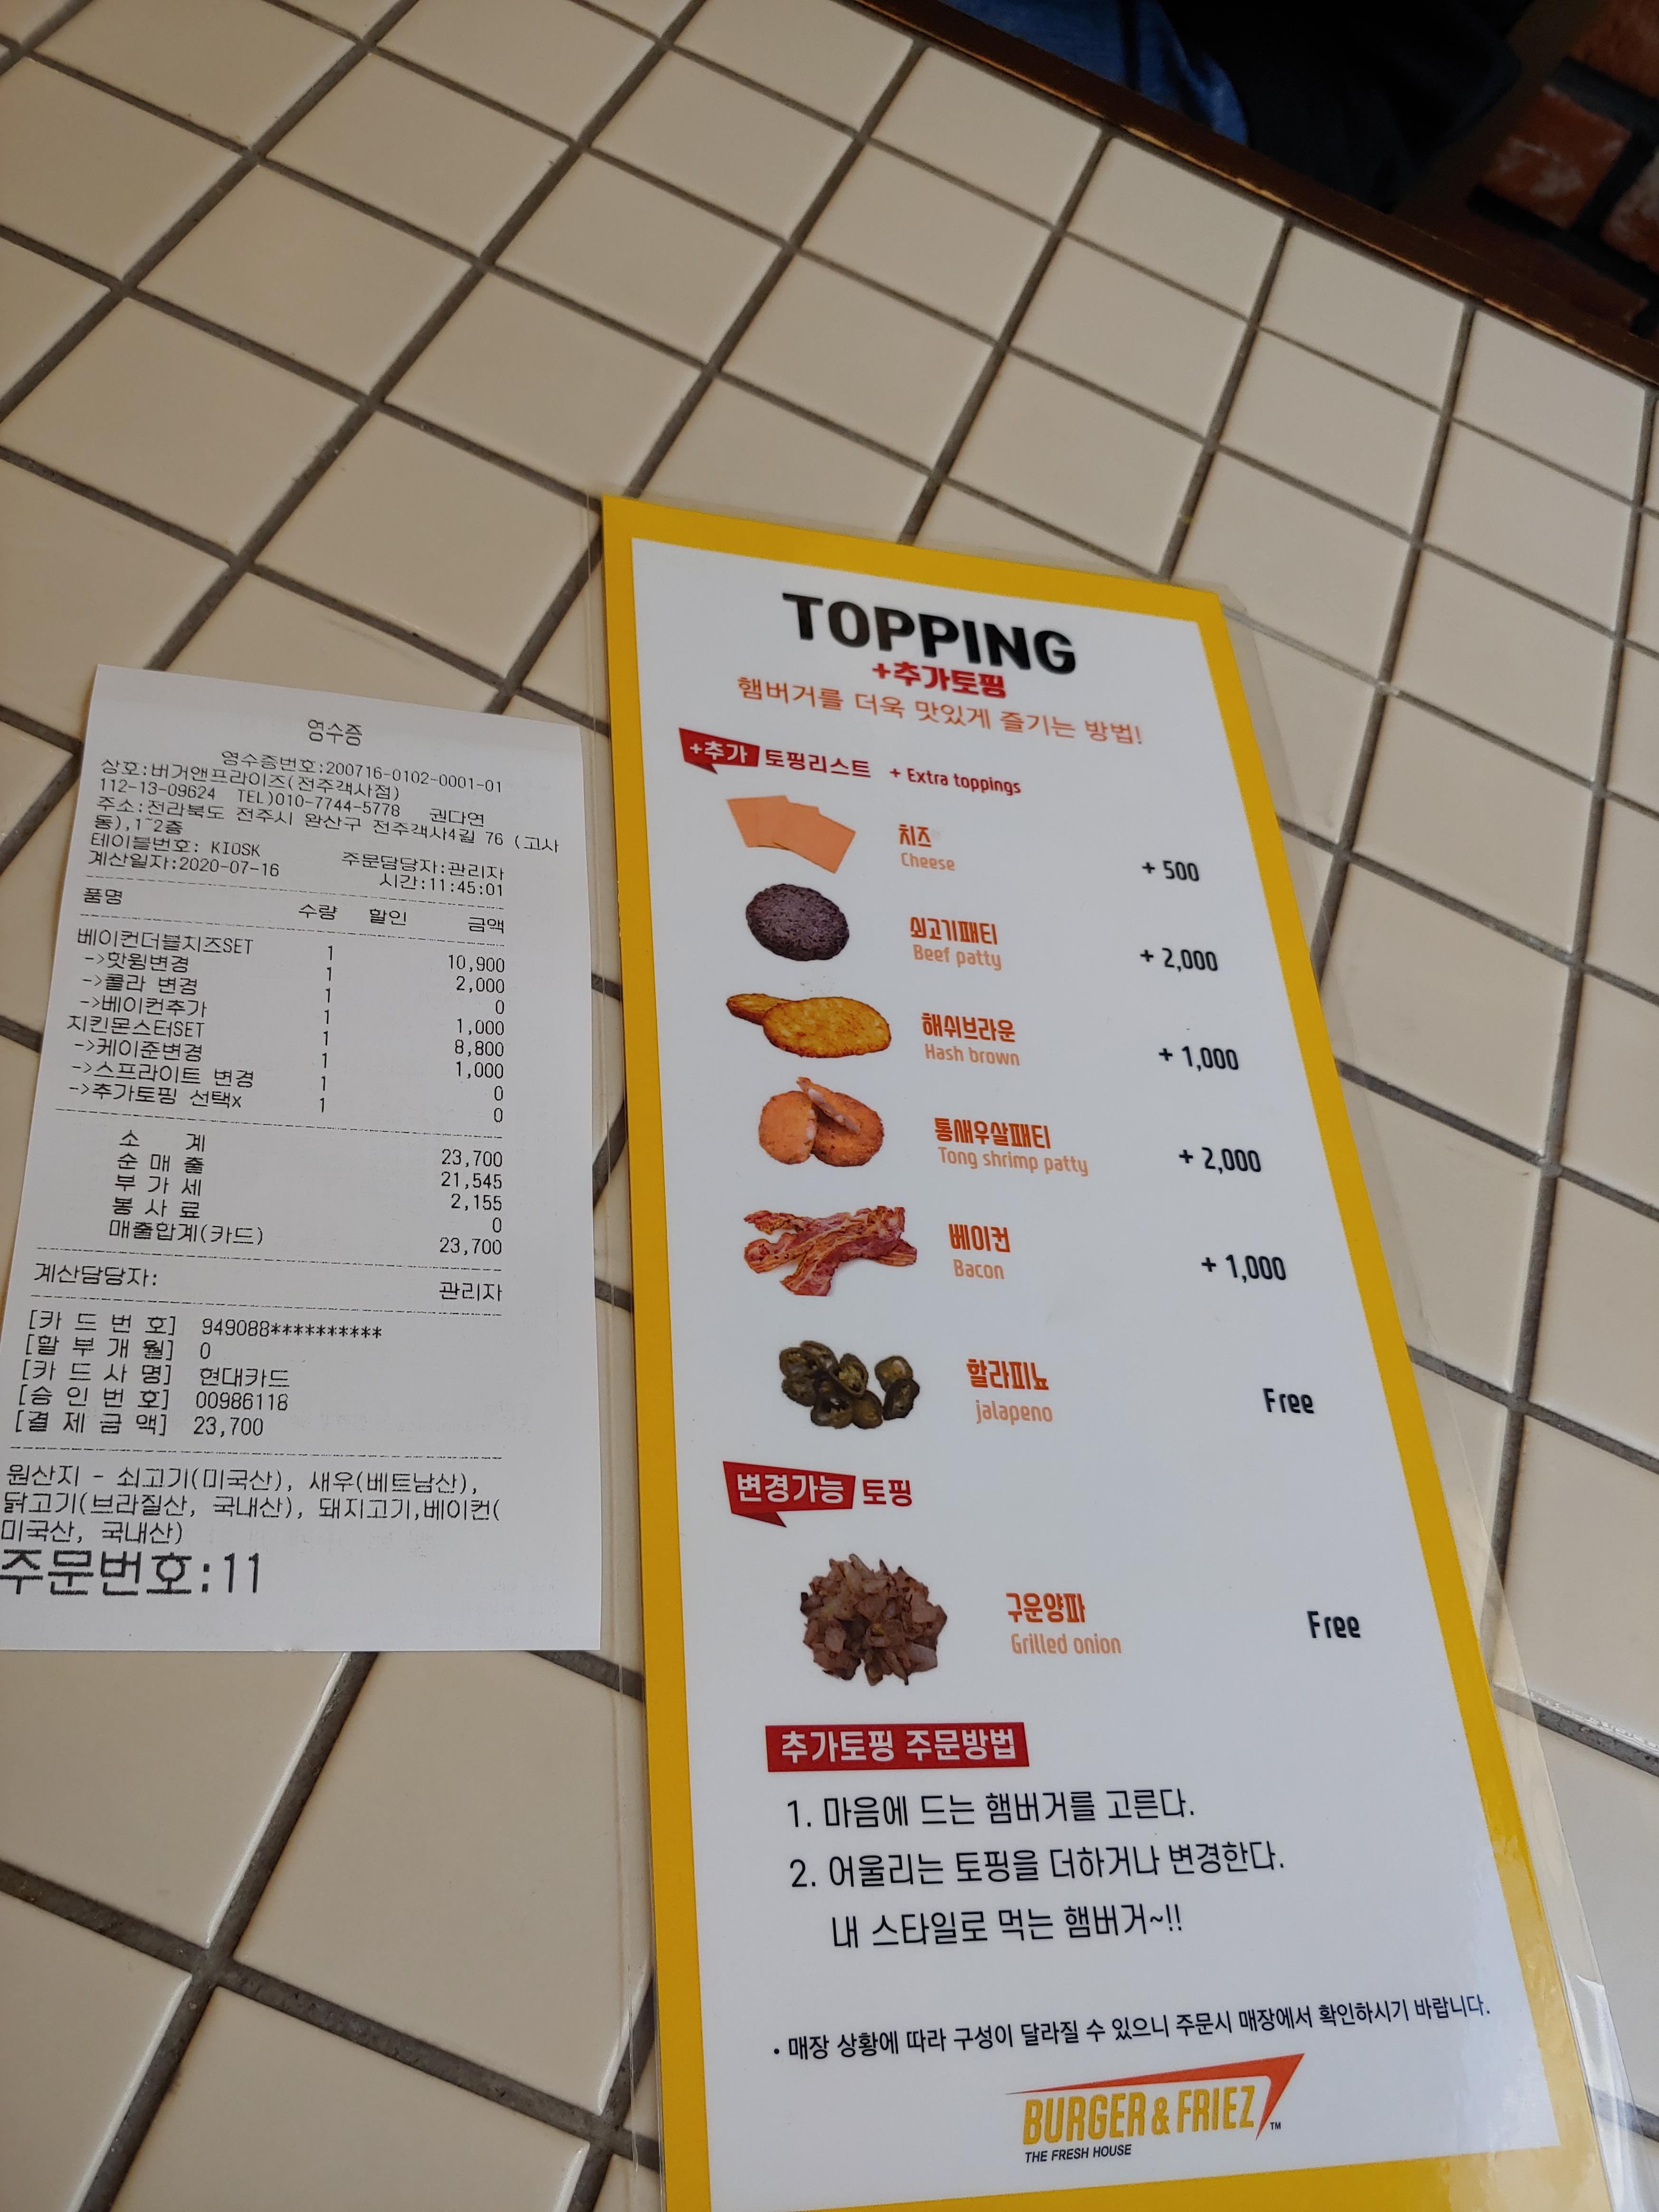 영수증
영수증번호:200716-0102-0001-01
상호:버거앤프라이즈(전주객사점)
112-13-09624 TEL)010-7744-5778 권다연
주소:전라북도 전주시 완산구 전주객사4길 76 (고사
동),1~2층
테이블번호: KIOSK 주문담당자:관리자
계산일자:2020-07-16 시간:11:45:01
품명 수량 할인 금액
베이컨더블치즈SET 1 10,900
->핫윙변경 1 2,000
->콜라 변경 1 0
->베이컨추가 1 1,000
치킨몬스터SET 1 8,800
->케이준변경 1 1,000
->스프라이트 변경 1 0
->추가토핑 선택x 1 0
소 계 23,700
순 매 출 21,545
부 가 세 2,155
봉 사 료 0
매출합계(카드) 23,700
계산담당자: 관리자
[카 드 번 호] 949088**********
[할 부 개 월] 0
[카 드 사 명] 현대카드
[승 인 번 호] 00986118
[결 제 금 액] 23,700
원산지 - 쇠고기(미국산), 새우(베트남산),
닭고기(브라질산, 국내산), 돼지고기,베이컨(
미국산, 국내산)
주문번호:11
TOPPING
+추가토핑
햄버거를 더욱 맛있게 즐기는 방법!
+추가 토핑리스트 + Extra toppings
치즈
Cheese
+ 500
쇠고기패티
Beef patty
+ 2,000
해쉬브라운
Hash brown
+ 1,000
통새우살패티
Tong shrimp patty
+ 2,000
베이컨
Bacon
+ 1,000
할라피뇨
jalapeno
Free
변경가능 토핑
구운양파
Grilled onion
Free
추가토핑 주문방법
1. 마음에 드는 햄버거를 고른다.
2. 어울리는 토핑을 더하거나 변경한다.
내 스타일로 먹는 햄버거~!!
• 매장 상황에 따라 구성이 달라질 수 있으니 주문시 매장에서 확인하시기 바랍니다.
BURGER & FRIEZ TM
THE FRESH HOUSE